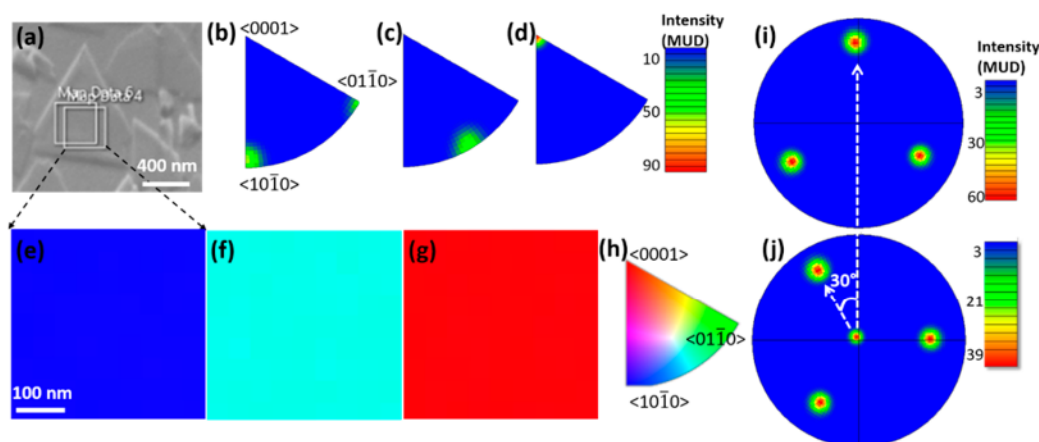 (a)
Map Data 6
Map Data 4
400 nm
(b)
<0001>
<101̄0>
(c)
<011̄0>
(d)
Intensity
(MUD)
10
50
90
(i)
Intensity
(MUD)
3
30
60
(e)
100 nm
(f)
(g)
(h)
<0001>
<011̄0>
<101̄0>
(j)
30°
3
21
39